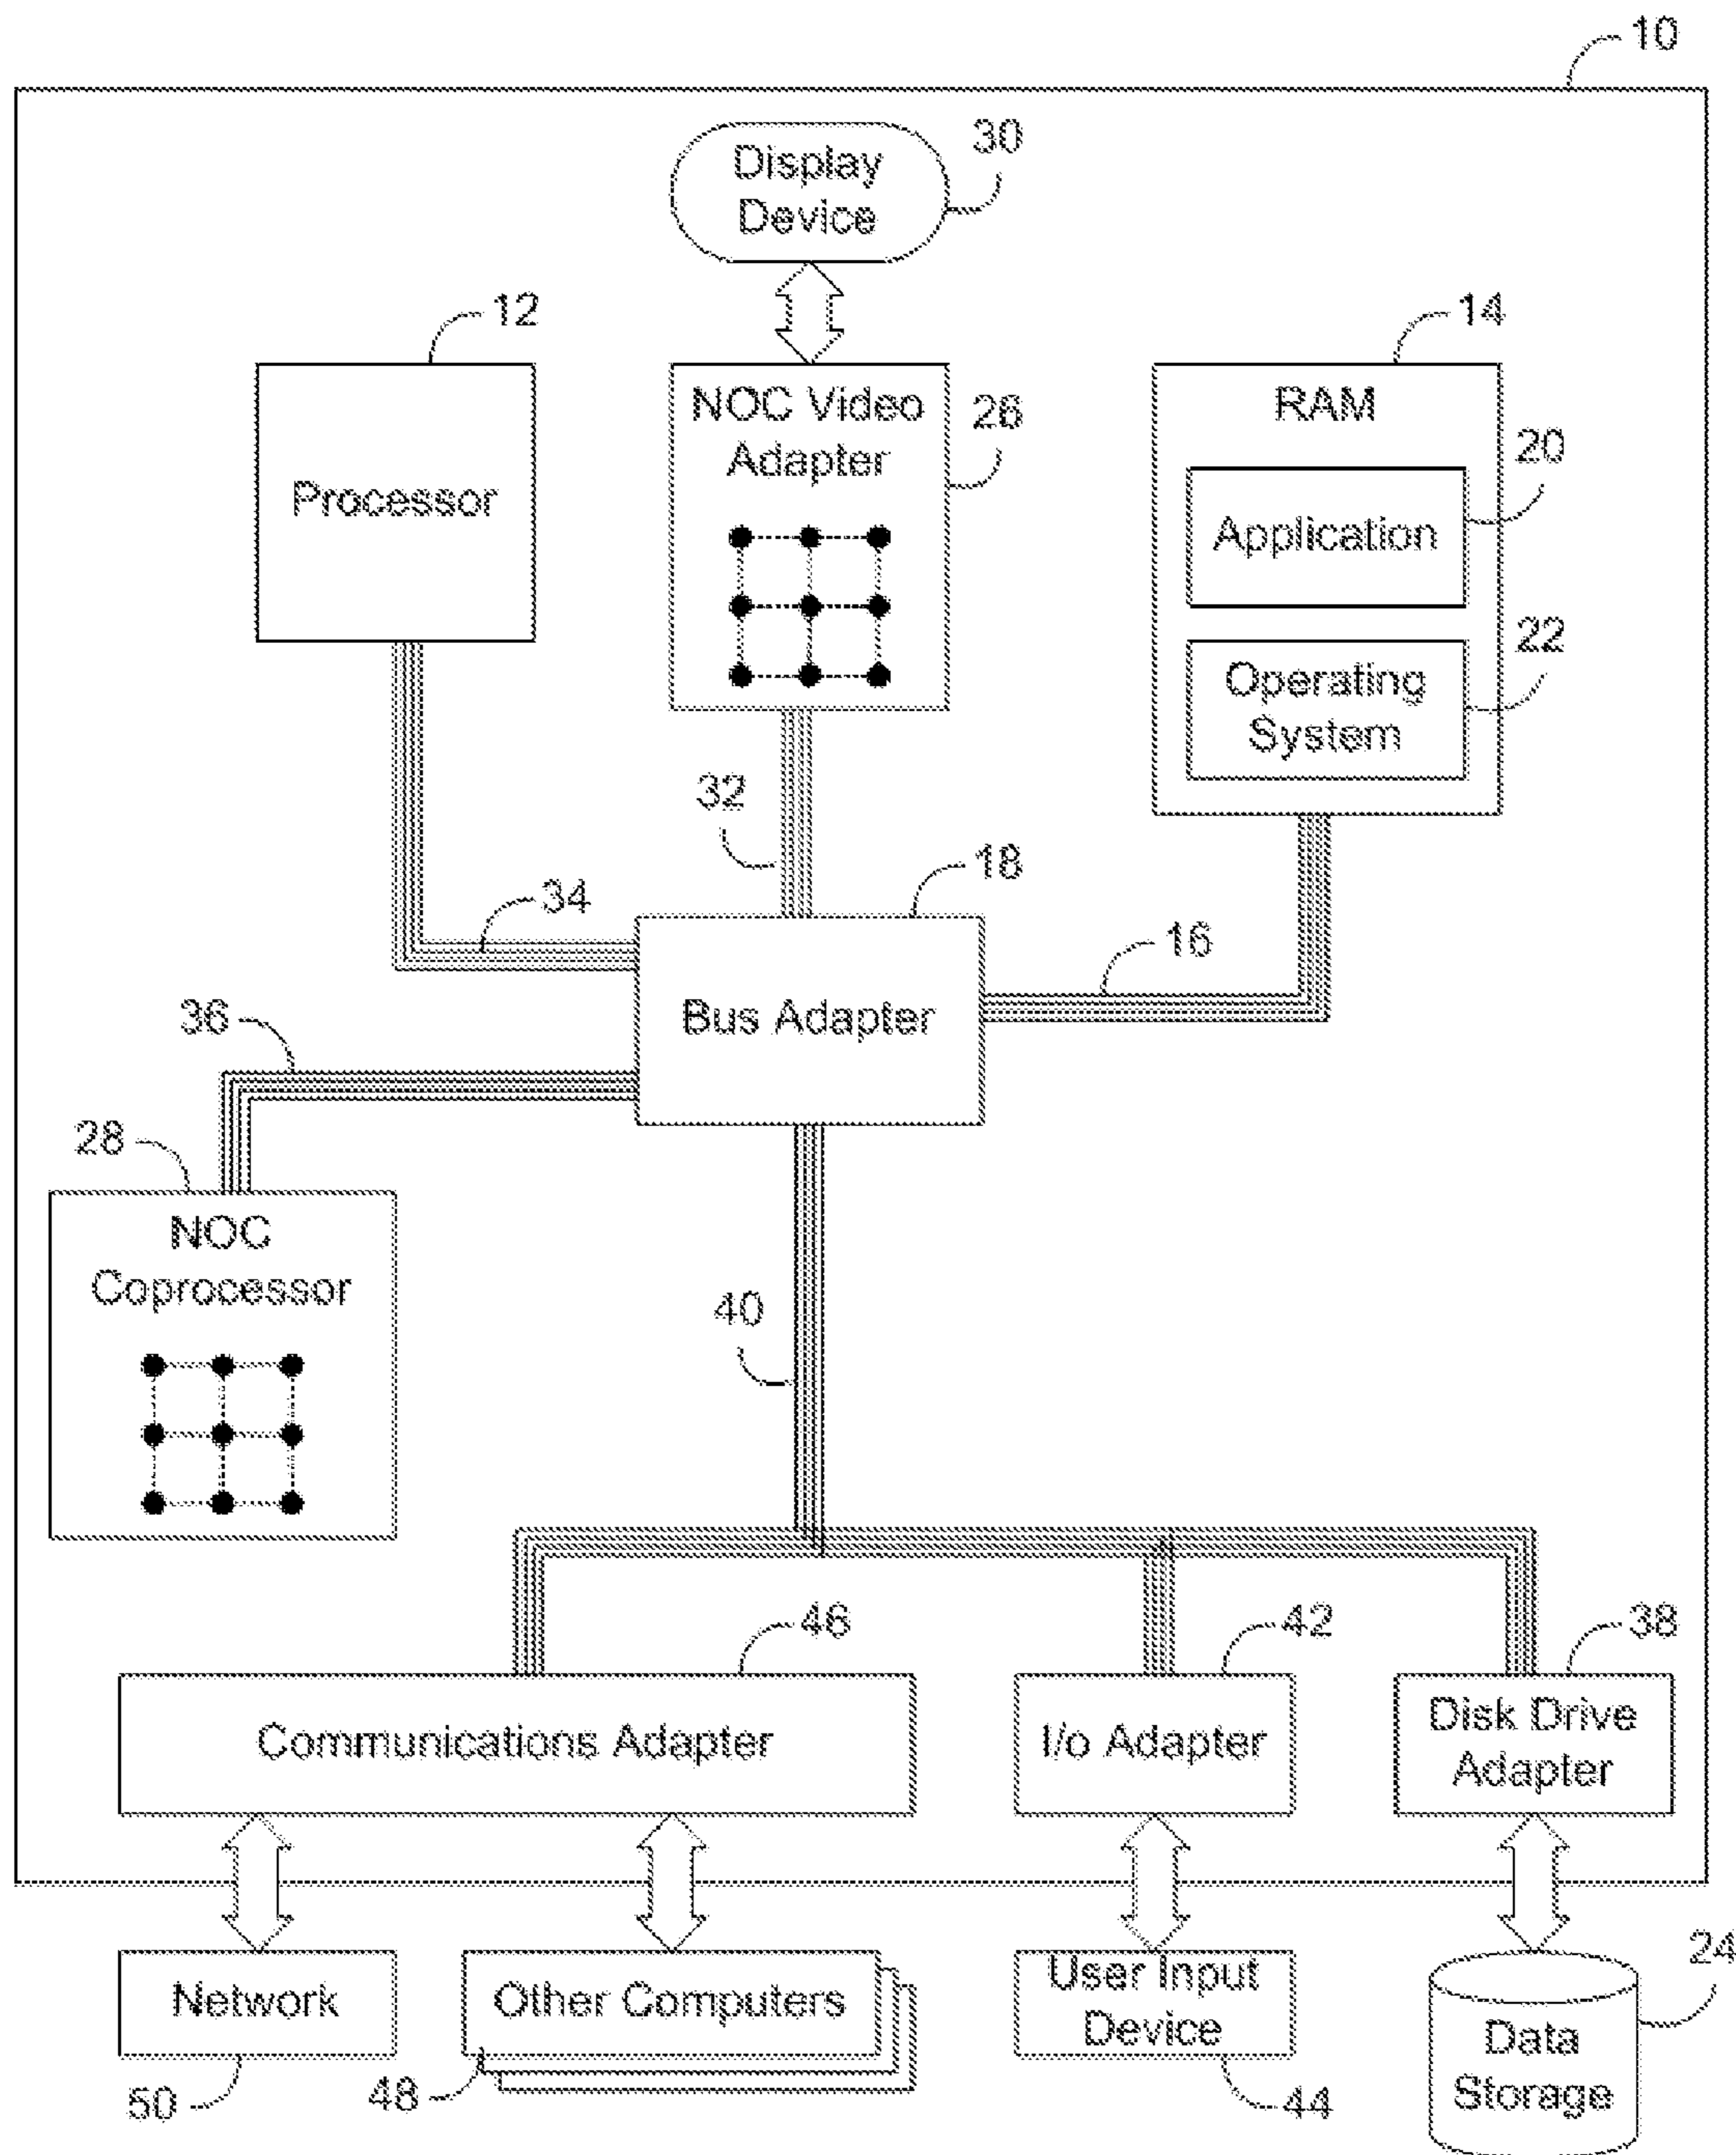 10
Display
Device
30
12
14
NOC Video
Adapter
26
RAM
20
Processor
Application
22
Operating
System
32
18
34
16
Bus Adapter
36
28
NOC
Coprocessor
40
46
42
38
Communications Adapter
I/o Adapter
Disk Drive
Adapter
24
Network
Other Computers
User Input
Device
Data
Storage
50
48
44